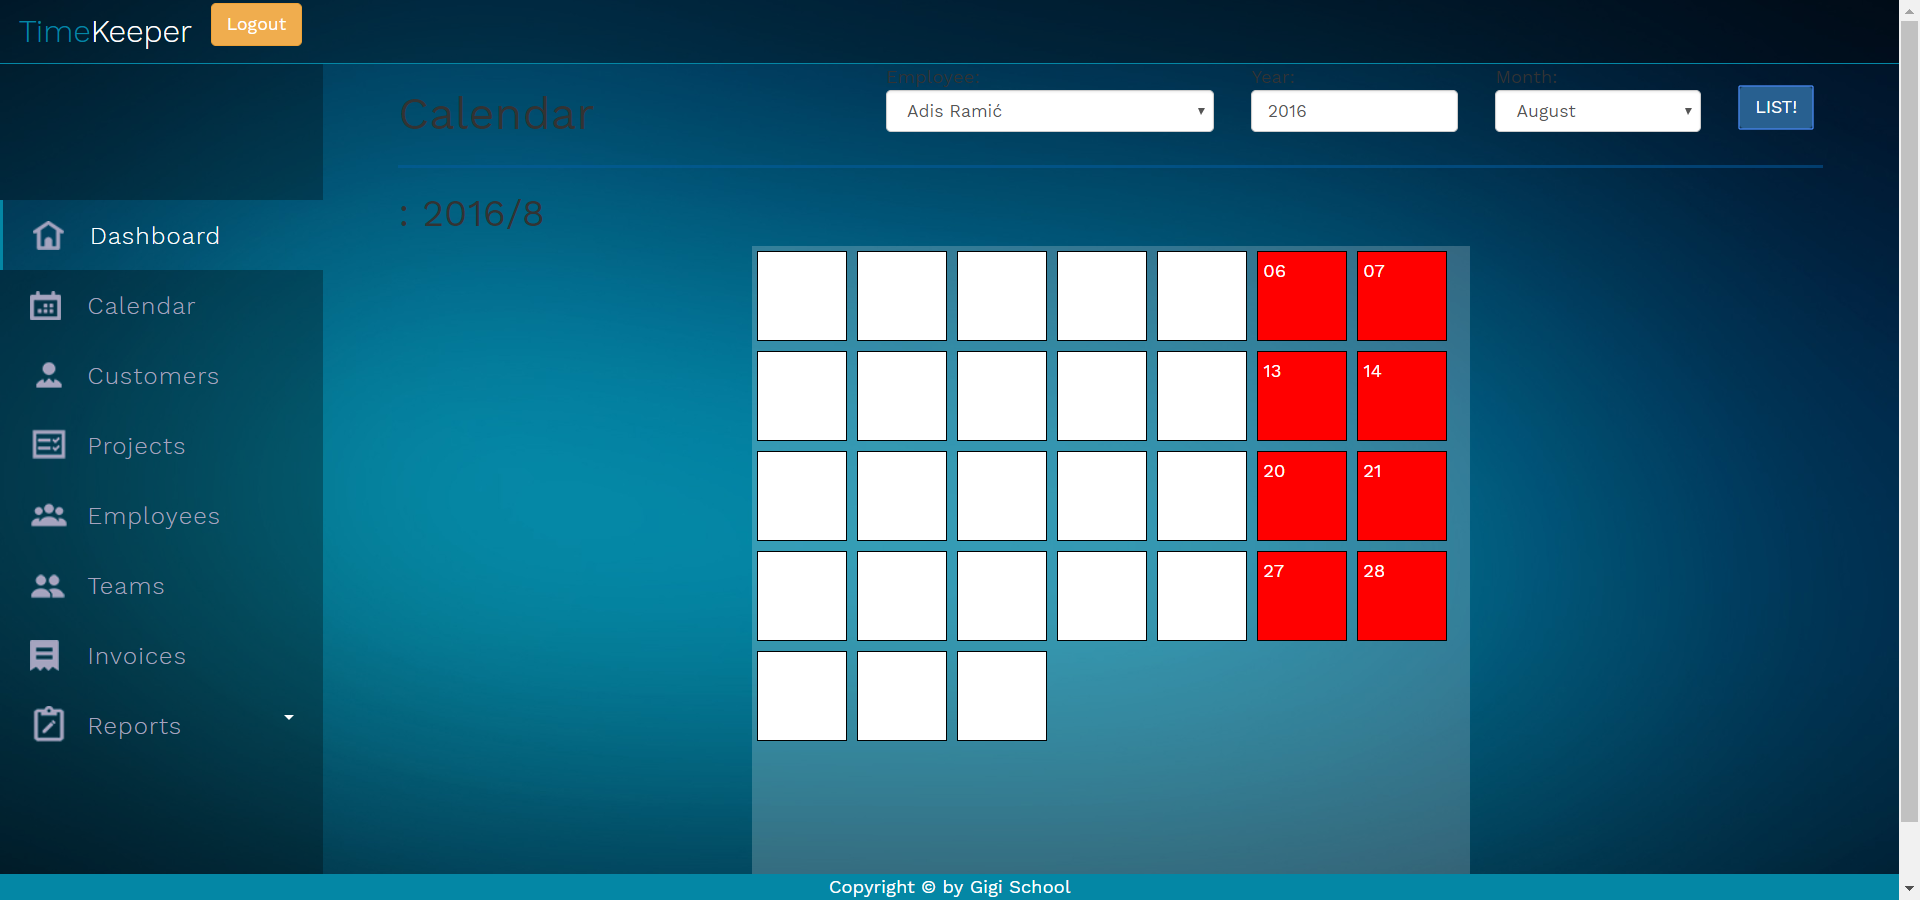 TimeKeeper
Logout
Employee:
Year:
Month:
Calendar
Adis Ramić
2016
August
LIST!
: 2016/8
Dashboard
Calendar
Customers
Projects
Employees
Teams
Invoices
Reports
06 07
13 14
20 21
27 28
Copyright © by Gigi School